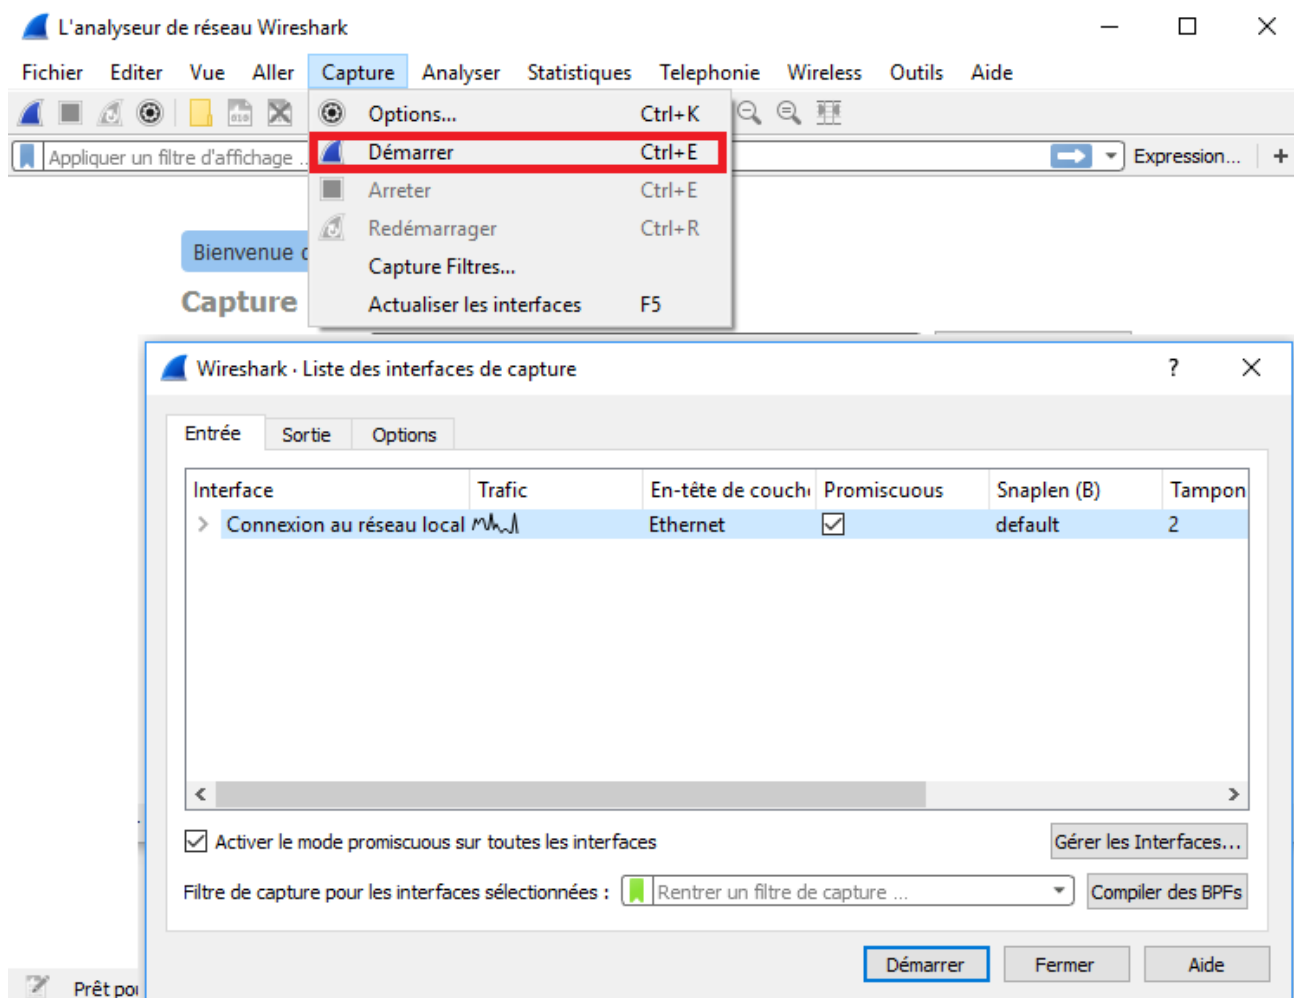 L'analyseur de réseau Wireshark
Fichier Editer Vue Aller Capture Analyser Statistiques Telephonie Wireless Outils Aide
Options... Ctrl+K
Appliquer un filtre d'affichage ... Démarrer Ctrl+E Expression... +
Arreter Ctrl+E
Redémarrager Ctrl+R
Bienvenue
Capture Filtres...
Capture
Actualiser les interfaces F5
Wireshark · Liste des interfaces de capture
Entrée Sortie Options
Interface Trafic En-tête de couch Promiscuous Snaplen (B) Tampon
Connexion au réseau local Ethernet default 2
Activer le mode promiscuous sur toutes les interfaces Gérer les Interfaces...
Filtre de capture pour les interfaces sélectionnées : Rentrer un filtre de capture ... Compiler des BPFs
Démarrer Fermer Aide
Prêt